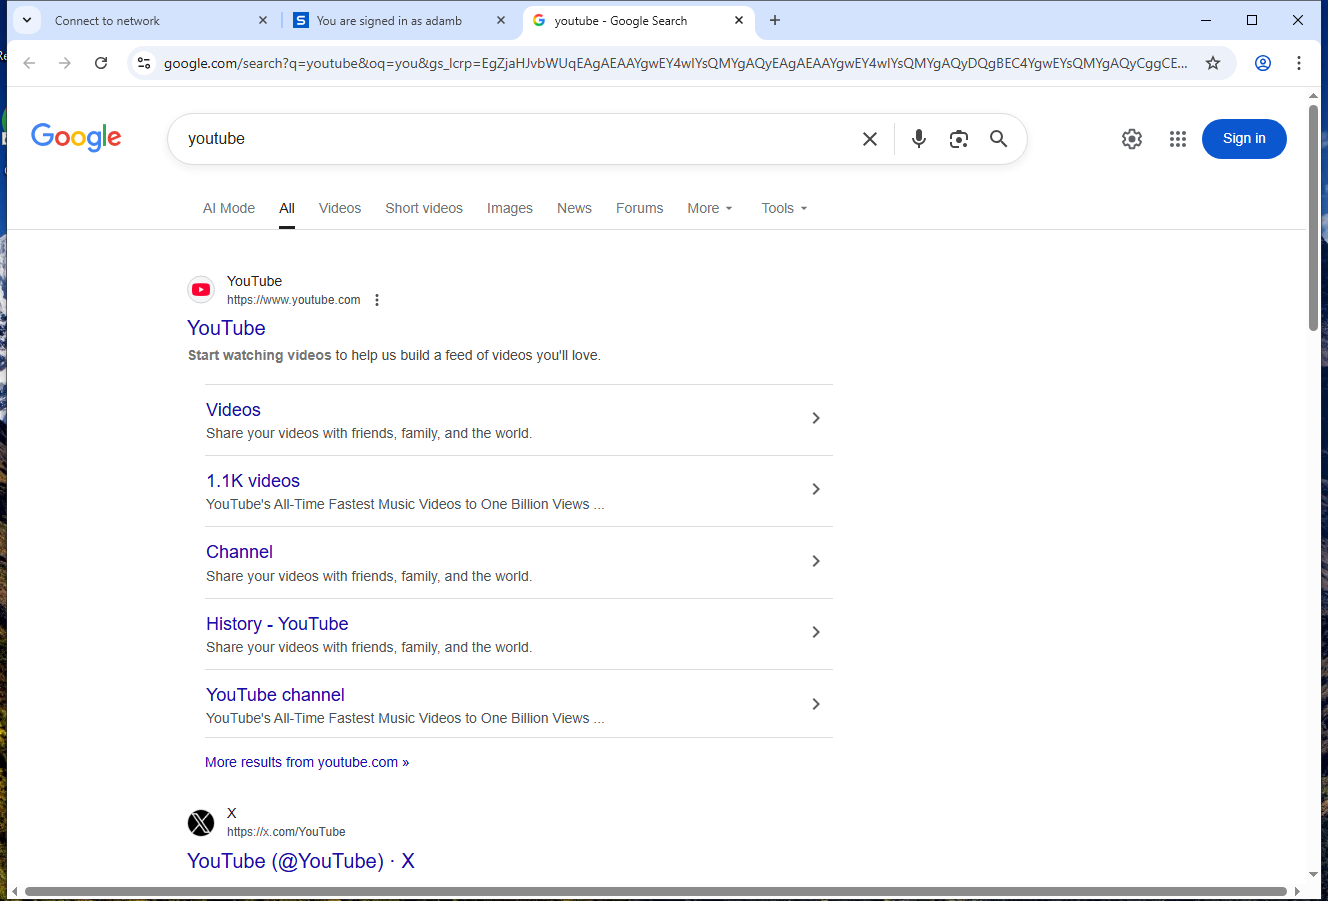 Connect to network
You are signed in as adamb
youtube - Google Search
google.com/search?q=youtube&oq=you&gs_lcrp=EgZjaHJvbWUqEAgAEAAYgwEY4wIYsQMYgAQyEAgAEAAYgwEY4wIYsQMYgAQyDQgBEC4YgwEYsQMYgAQyCggCE...
Google
youtube
Sign in
AI Mode
All
Videos
Short videos
Images
News
Forums
More
Tools
YouTube
https://www.youtube.com
YouTube
Start watching videos to help us build a feed of videos you'll love.
Videos
Share your videos with friends, family, and the world.
1.1K videos
YouTube's All-Time Fastest Music Videos to One Billion Views ...
Channel
Share your videos with friends, family, and the world.
History - YouTube
Share your videos with friends, family, and the world.
YouTube channel
YouTube's All-Time Fastest Music Videos to One Billion Views ...
More results from youtube.com »
X
https://x.com/YouTube
YouTube (@YouTube) · X